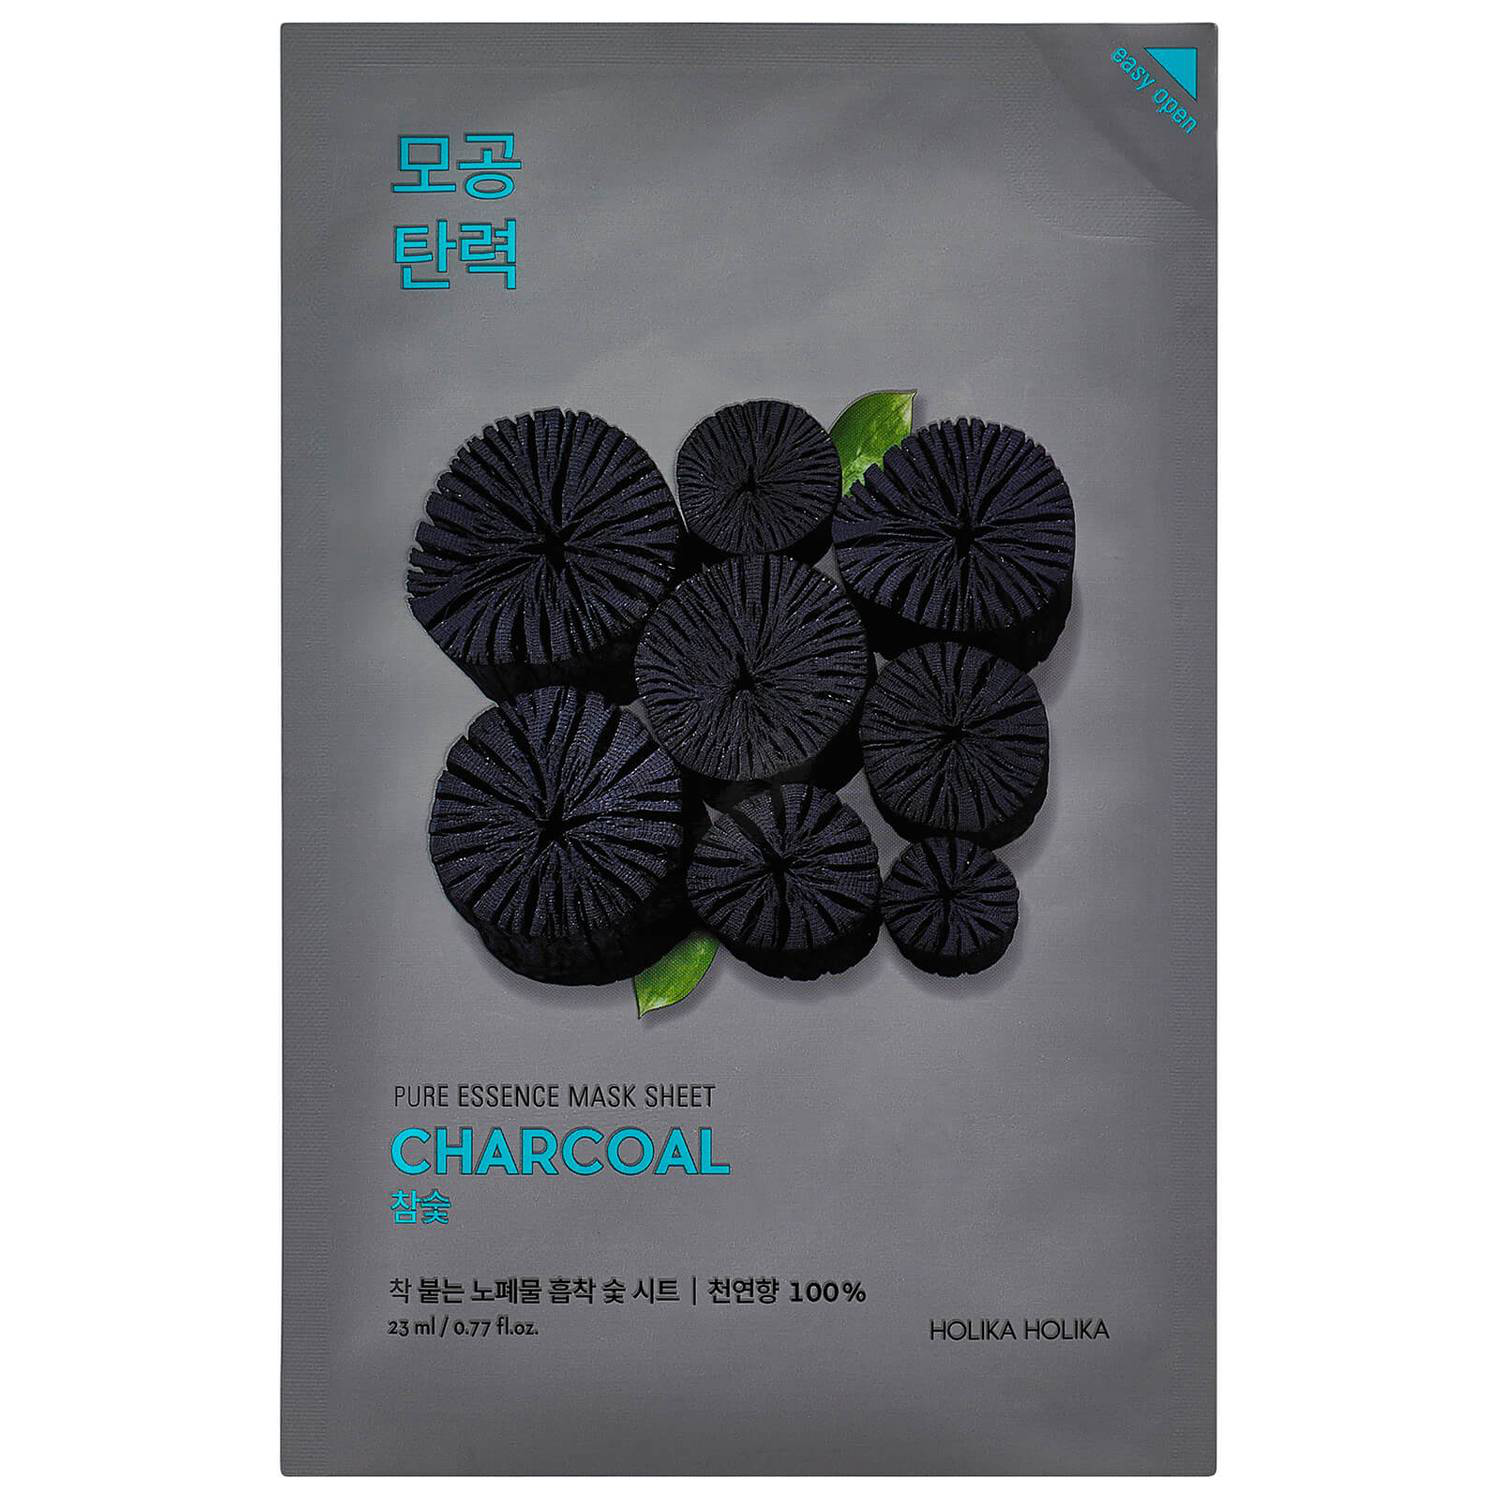 easy open
모공
탄력
PURE ESSENCE MASK SHEET
CHARCOAL
참숯
착 붙는 노폐물 흡착 숯 시트 | 천연향 100%
23 ml / 0.77 fl.oz.
HOLIKA HOLIKA